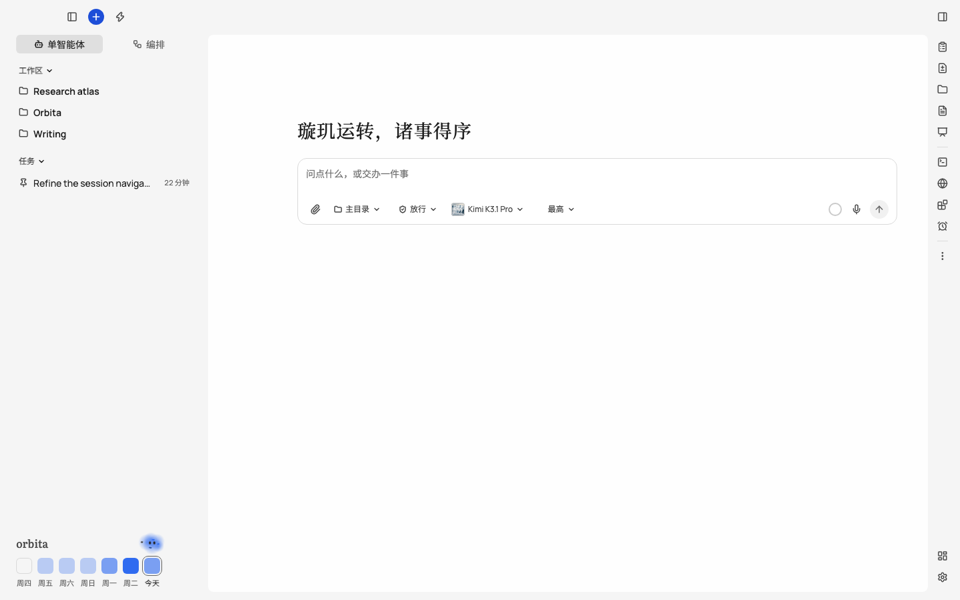 单智能体
编排
工作区
Research atlas
Orbita
Writing
任务
Refine the session naviga... 22 分钟
璇玑运转，诸事得序
问点什么，或交办一件事
主目录 放行 Kimi K3.1 Pro 最高
orbita
周四 周五 周六 周日 周一 周二 今天